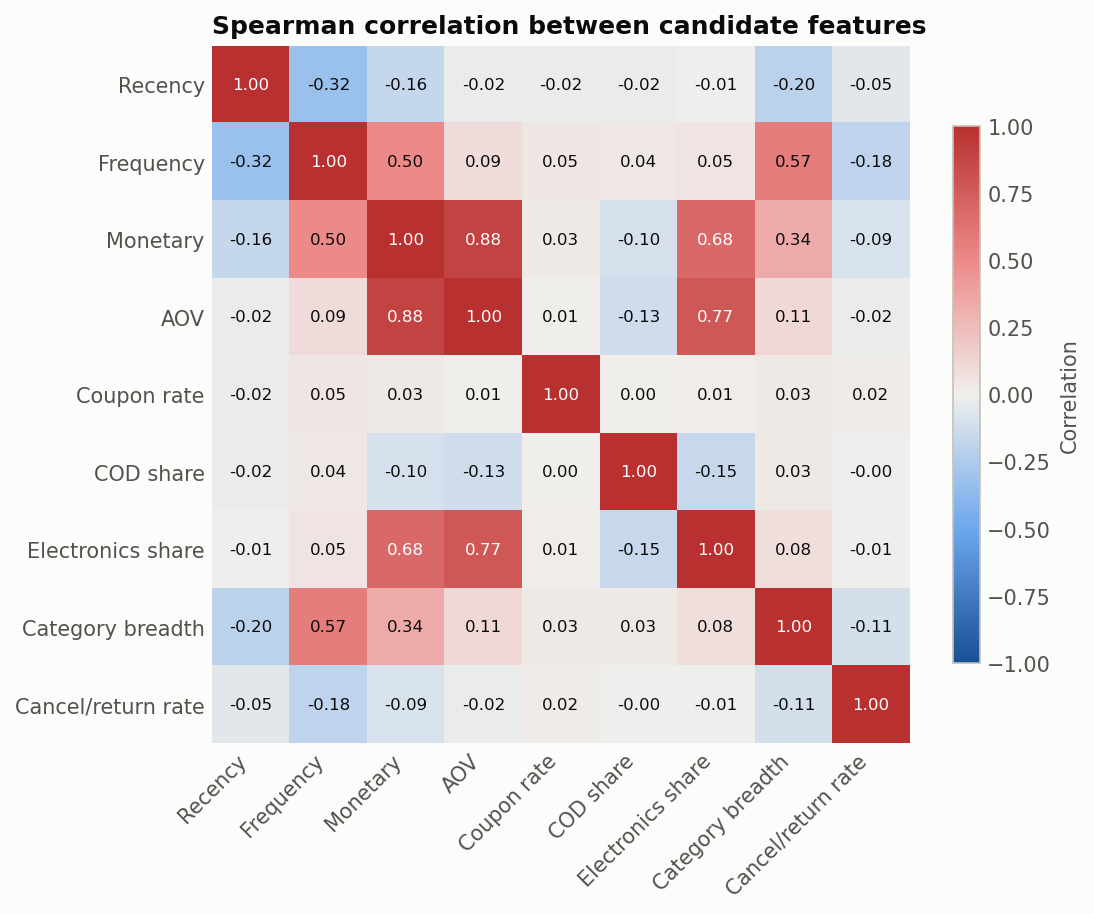 Spearman correlation between candidate features
Recency 1.00 -0.32 -0.16 -0.02 -0.02 -0.02 -0.01 -0.20 -0.05
Frequency -0.32 1.00 0.50 0.09 0.05 0.04 0.05 0.57 -0.18
Monetary -0.16 0.50 1.00 0.88 0.03 -0.10 0.68 0.34 -0.09
AOV -0.02 0.09 0.88 1.00 0.01 -0.13 0.77 0.11 -0.02
Coupon rate -0.02 0.05 0.03 0.01 1.00 0.00 0.01 0.03 0.02
COD share -0.02 0.04 -0.10 -0.13 0.00 1.00 -0.15 0.03 -0.00
Electronics share -0.01 0.05 0.68 0.77 0.01 -0.15 1.00 0.08 -0.01
Category breadth -0.20 0.57 0.34 0.11 0.03 0.03 0.08 1.00 -0.11
Cancel/return rate -0.05 -0.18 -0.09 -0.02 0.02 -0.00 -0.01 -0.11 1.00
Recency
Frequency
Monetary
AOV
Coupon rate
COD share
Electronics share
Category breadth
Cancel/return rate
1.00
0.75
0.50
0.25
0.00
−0.25
−0.50
−0.75
−1.00
Correlation